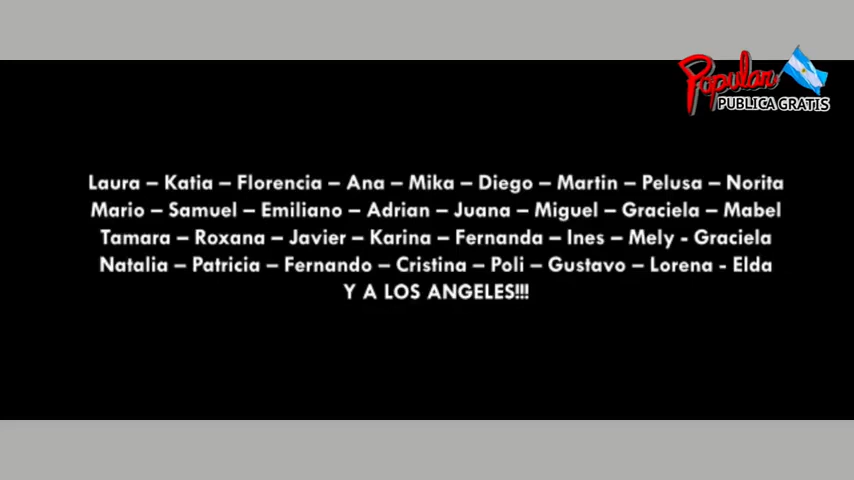 Popular
PUBLICA GRATIS
Laura – Katia – Florencia – Ana – Mika – Diego – Martin – Pelusa – Norita
Mario – Samuel – Emiliano – Adrian – Juana – Miguel – Graciela – Mabel
Tamara – Roxana – Javier – Karina – Fernanda – Ines – Mely - Graciela
Natalia – Patricia – Fernando – Cristina – Poli – Gustavo – Lorena - Elda
Y A LOS ANGELES!!!